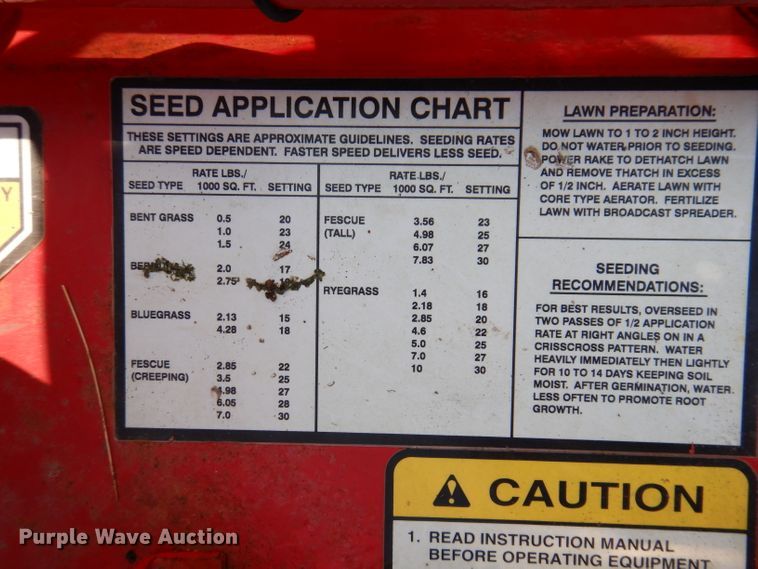 SEED APPLICATION CHART
THESE SETTINGS ARE APPROXIMATE GUIDELINES. SEEDING RATES
ARE SPEED DEPENDENT. FASTER SPEED DELIVERS LESS SEED.
RATE LBS./
SEED TYPE 1000 SQ. FT. SETTING
BENT GRASS 0.5 20
1.0 23
1.5 24
2.0 17
2.75
BLUEGRASS 2.13 15
4.28 18
FESCUE 2.85 22
(CREEPING) 3.5 25
4.98 27
6.05 28
7.0 30
RATE LBS./
SEED TYPE 1000 SQ. FT. SETTING
FESCUE 3.56 23
(TALL) 4.98 25
6.07 27
7.83 30
RYEGRASS 1.4 16
2.18 18
2.85 20
4.6 22
5.0 25
7.0 27
10 30
LAWN PREPARATION:
MOW LAWN TO 1 TO 2 INCH HEIGHT.
DO NOT WATER PRIOR TO SEEDING.
POWER RAKE TO DETHATCH LAWN
AND REMOVE THATCH IN EXCESS
OF 1/2 INCH. AERATE LAWN WITH
CORE TYPE AERATOR. FERTILIZE
LAWN WITH BROADCAST SPREADER.
SEEDING
RECOMMENDATIONS:
FOR BEST RESULTS, OVERSEED IN
TWO PASSES OF 1/2 APPLICATION
RATE AT RIGHT ANGLES ON IN A
CRISSCROSS PATTERN. WATER
HEAVILY IMMEDIATELY THEN LIGHTLY
FOR 10 TO 14 DAYS KEEPING SOIL
MOIST. AFTER GERMINATION, WATER
LESS OFTEN TO PROMOTE ROOT
GROWTH.
Y
CAUTION
1. READ INSTRUCTION MANUAL
BEFORE OPERATING EQUIPMENT.
Purple Wave Auction